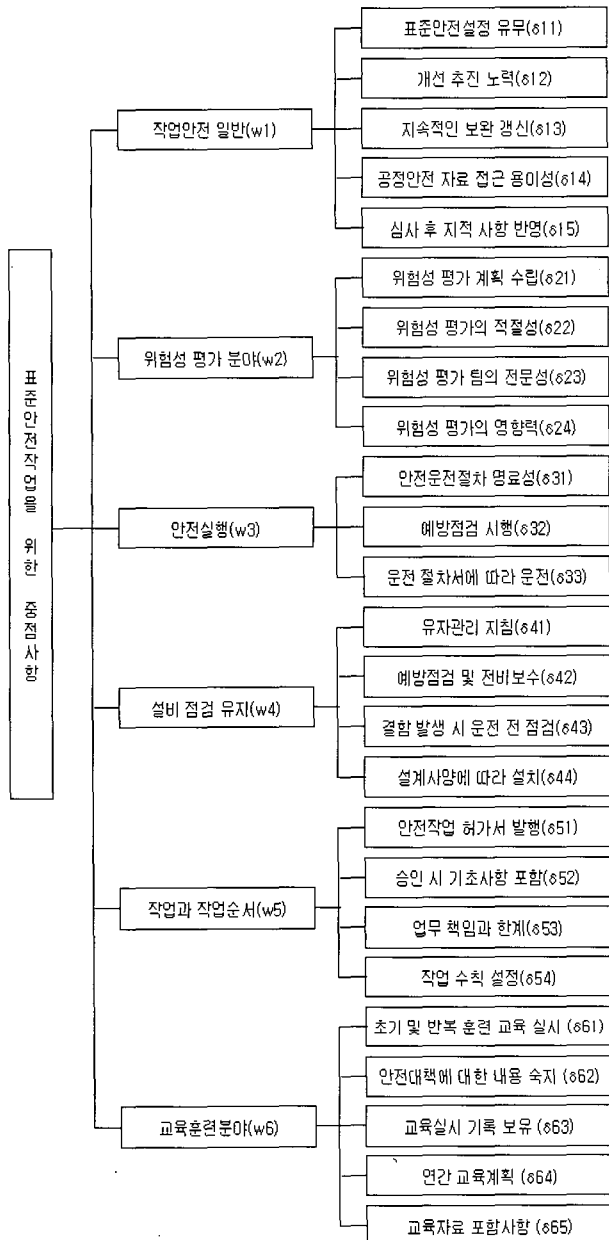 표준안전작업을 위한 중점사항
작업안전 일반(w1)
표준안전설정 유무(δ11)
개선 추진 노력(δ12)
지속적인 보완 갱신(δ13)
공정안전 자료 접근 용이성(δ14)
심사 후 지적 사항 반영(δ15)
위험성 평가 분야(w2)
위험성 평가 계획 수립(δ21)
위험성 평가의 적절성(δ22)
위험성 평가 팀의 전문성(δ23)
위험성 평가의 영향력(δ24)
안전실행(w3)
안전운전절차 명료성(δ31)
예방점검 시행(δ32)
운전 절차서에 따라 운전(δ33)
설비 점검 유지(w4)
유자관리 지침(δ41)
예방점검 및 전비보수(δ42)
결함 발생 시 운전 전 점검(δ43)
설계사양에 따라 설치(δ44)
작업과 작업순서(w5)
안전작업 허가서 발행(δ51)
승인 시 기초사항 포함(δ52)
업무 책임과 한계(δ53)
작업 수칙 설정(δ54)
교육훈련분야(w6)
초기 및 반복 훈련 교육 실시 (δ61)
안전대책에 대한 내용 숙지 (δ62)
교육실시 기록 보유 (δ63)
연간 교육계획 (δ64)
교육자료 포함사항 (δ65)